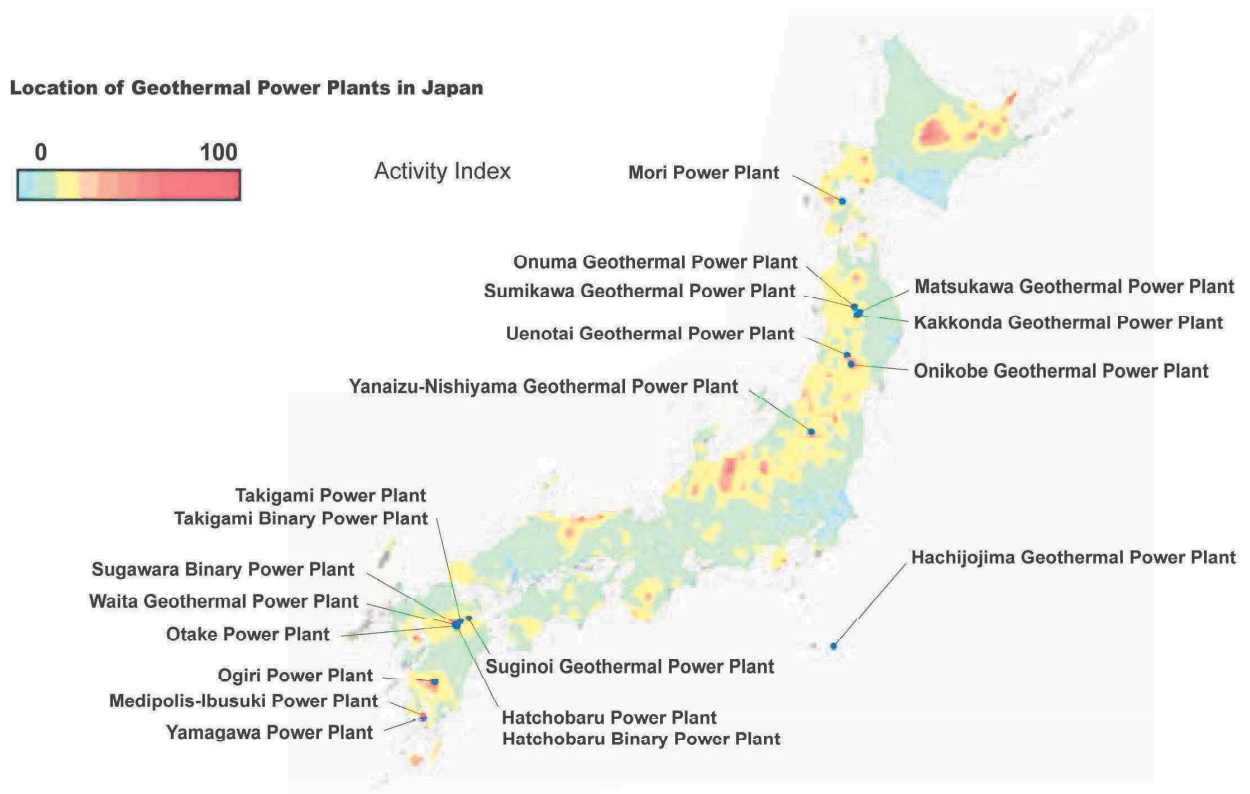 Location of Geothermal Power Plants in Japan
0 100
Activity Index
Mori Power Plant
Onuma Geothermal Power Plant
Sumikawa Geothermal Power Plant
Matsukawa Geothermal Power Plant
Kakkonda Geothermal Power Plant
Uenotai Geothermal Power Plant
Onikobe Geothermal Power Plant
Yanaizu-Nishiyama Geothermal Power Plant
Takigami Power Plant
Takigami Binary Power Plant
Hachijojima Geothermal Power Plant
Sugawara Binary Power Plant
Waita Geothermal Power Plant
Otake Power Plant
Suginoi Geothermal Power Plant
Ogiri Power Plant
Medipolis-Ibusuki Power Plant
Yamagawa Power Plant
Hatchobaru Power Plant
Hatchobaru Binary Power Plant